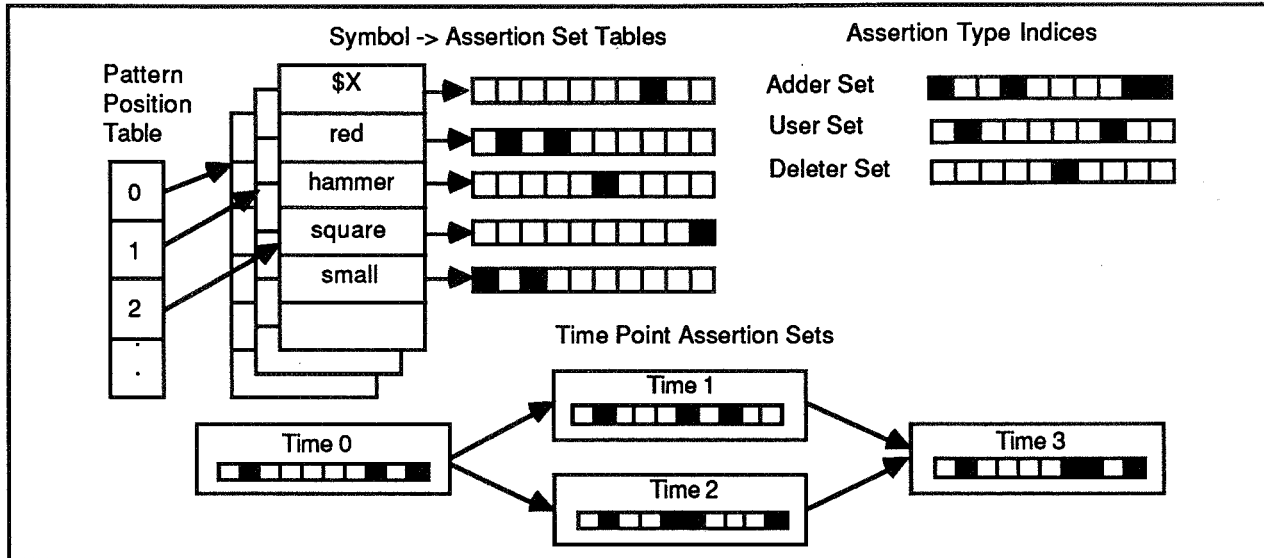 Symbol -> Assertion Set Tables
Assertion Type Indices
Pattern
Position
Table
0
1
2
.
.
$X
red
hammer
square
small
Adder Set
User Set
Deleter Set
Time Point Assertion Sets
Time 0
Time 1
Time 2
Time 3